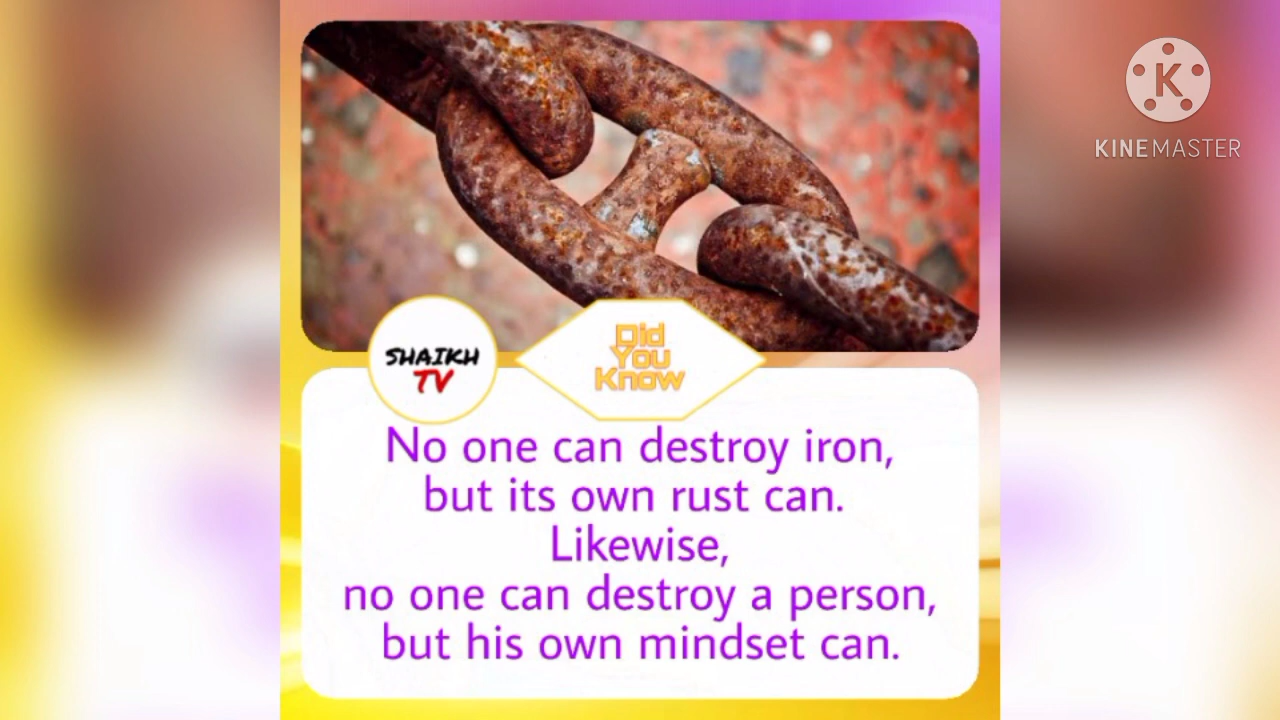 K
KINEMASTER
SHAIKH
TV
Did
You
Know
No one can destroy iron,
but its own rust can.
Likewise,
no one can destroy a person,
but his own mindset can.